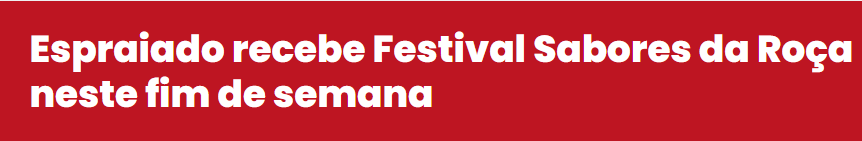 Espraiado recebe Festival Sabores da Roça
neste fim de semana